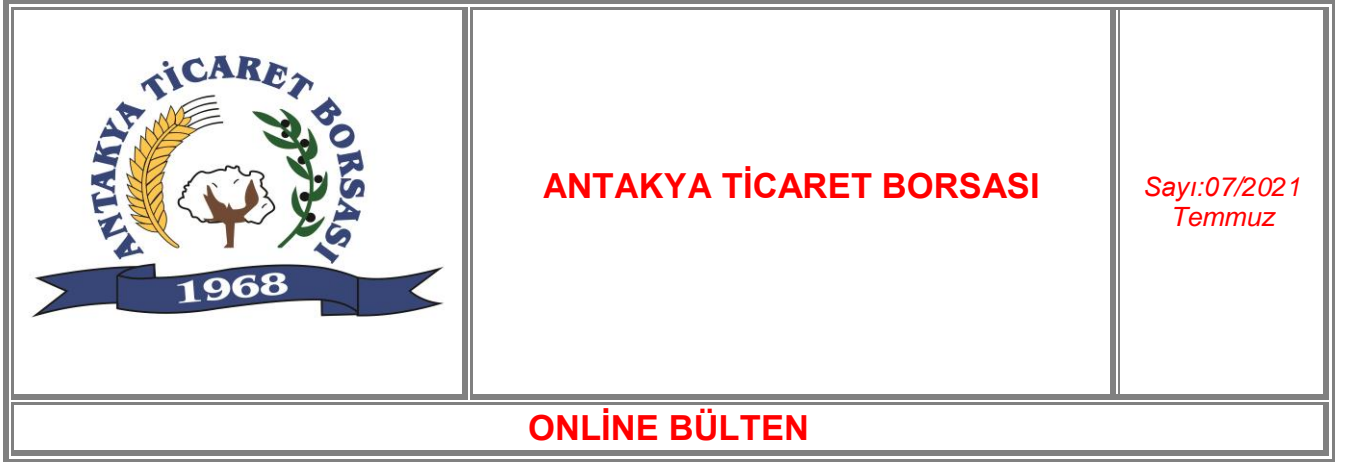 ANTAKYA TİCARET BORSASI
1968
ANTAKYA TİCARET BORSASI
Sayı:07/2021
Temmuz
ONLİNE BÜLTEN